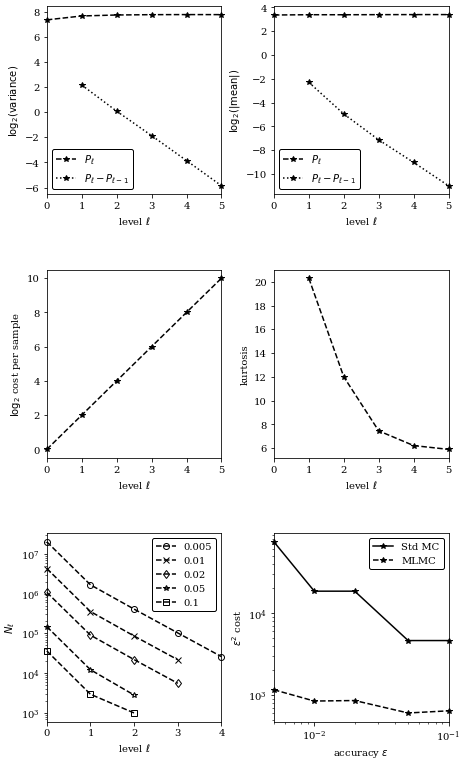 8
6
4
2
0
−2
−4
−6
log₂(variance)
P_ℓ
P_ℓ − P_ℓ−1
0 1 2 3 4 5
level ℓ
4
2
0
−2
−4
−6
−8
−10
log₂(|mean|)
P_ℓ
P_ℓ − P_ℓ−1
0 1 2 3 4 5
level ℓ
10
8
6
4
2
0
log₂ cost per sample
0 1 2 3 4 5
level ℓ
20
18
16
14
12
10
8
6
kurtosis
0 1 2 3 4 5
level ℓ
10⁷
10⁶
10⁵
10⁴
10³
N_ℓ
0.005
0.01
0.02
0.05
0.1
0 1 2 3 4
level ℓ
10⁴
10³
ε² cost
Std MC
MLMC
10⁻² 10⁻¹
accuracy ε